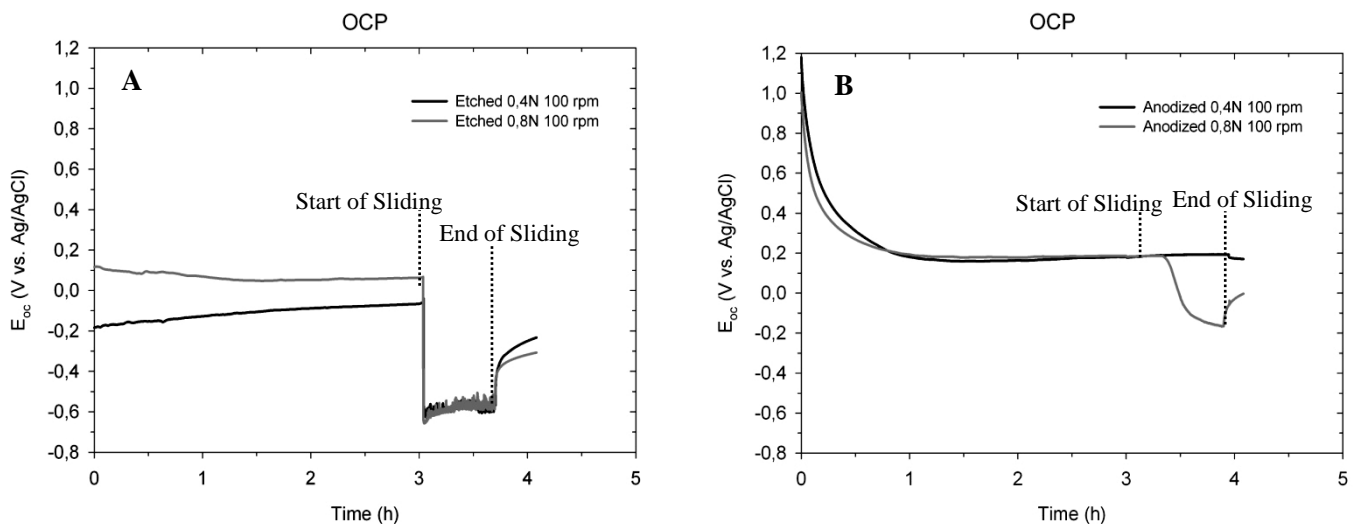 OCP
A
Etched 0,4N 100 rpm
Etched 0,8N 100 rpm
Start of Sliding
End of Sliding
1,2
1,0
0,8
0,6
0,4
0,2
0,0
-0,2
-0,4
-0,6
-0,8
E_oc (V vs. Ag/AgCl)
0 1 2 3 4 5
Time (h)
OCP
B
Anodized 0,4N 100 rpm
Anodized 0,8N 100 rpm
Start of Sliding
End of Sliding
1,2
1,0
0,8
0,6
0,4
0,2
0,0
-0,2
-0,4
-0,6
-0,8
E_oc (V vs. Ag/AgCl)
0 1 2 3 4 5
Time (h)